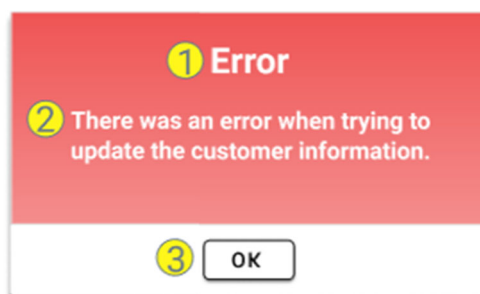 1 Error
2 There was an error when trying to
update the customer information.
3 OK